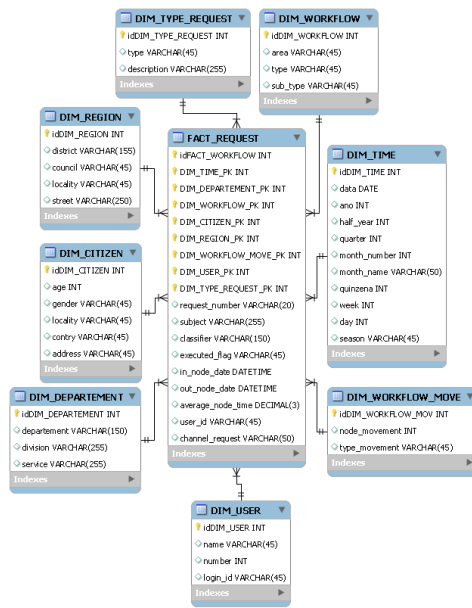 DIM_TYPE_REQUEST
idDIM_TYPE_REQUEST INT
type VARCHAR(45)
description VARCHAR(255)
Indexes
DIM_WORKFLOW
idDIM_WORKFLOW INT
area VARCHAR(45)
type VARCHAR(45)
sub_type VARCHAR(45)
Indexes
DIM_REGION
idDIM_REGION INT
district VARCHAR(155)
council VARCHAR(45)
locality VARCHAR(45)
street VARCHAR(250)
Indexes
FACT_REQUEST
idFACT_WORKFLOW INT
DIM_TIME_PK INT
DIM_DEPARTEMENT_PK INT
DIM_WORKFLOW_PK INT
DIM_CITIZEN_PK INT
DIM_REGION_PK INT
DIM_WORKFLOW_MOVE_PK INT
DIM_USER_PK INT
DIM_TYPE_REQUEST_PK INT
request_number VARCHAR(20)
subject VARCHAR(255)
classifier VARCHAR(150)
executed_flag VARCHAR(45)
in_node_date DATETIME
out_node_date DATETIME
average_node_time DECIMAL(3)
user_id VARCHAR(45)
channel_request VARCHAR(50)
Indexes
DIM_TIME
idDIM_TIME INT
data DATE
ano INT
half_year INT
quarter INT
month_number INT
month_name VARCHAR(50)
quinzena INT
week INT
day INT
season VARCHAR(45)
Indexes
DIM_CITIZEN
idDIM_CITIZEN INT
age INT
gender VARCHAR(45)
locality VARCHAR(45)
contry VARCHAR(45)
address VARCHAR(45)
Indexes
DIM_DEPARTEMENT
idDIM_DEPARTEMENT INT
departement VARCHAR(150)
division VARCHAR(255)
service VARCHAR(255)
Indexes
DIM_WORKFLOW_MOVE
idDIM_WORKFLOW_MOV INT
node_movement INT
type_movement VARCHAR(45)
Indexes
DIM_USER
idDIM_USER INT
name VARCHAR(45)
number INT
login_id VARCHAR(45)
Indexes